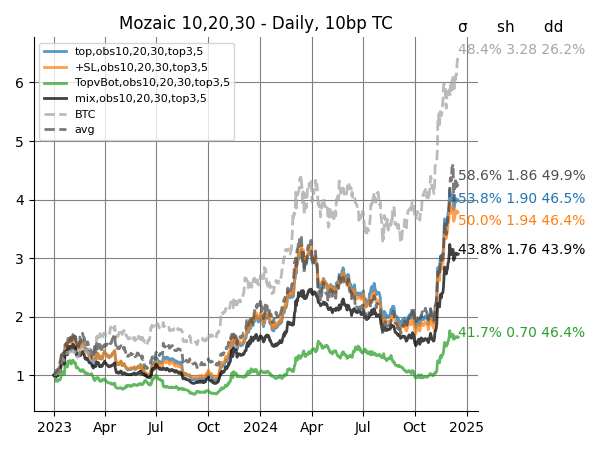 Mozaic 10,20,30 - Daily, 10bp TC
σ sh dd
top,obs10,20,30,top3,5
+SL,obs10,20,30,top3,5
TopvBot,obs10,20,30,top3,5
mix,obs10,20,30,top3,5
BTC
avg
48.4% 3.28 26.2%
58.6% 1.86 49.9%
53.8% 1.90 46.5%
50.0% 1.94 46.4%
43.8% 1.76 43.9%
41.7% 0.70 46.4%
6
5
4
3
2
1
2023 Apr Jul Oct 2024 Apr Jul Oct 2025